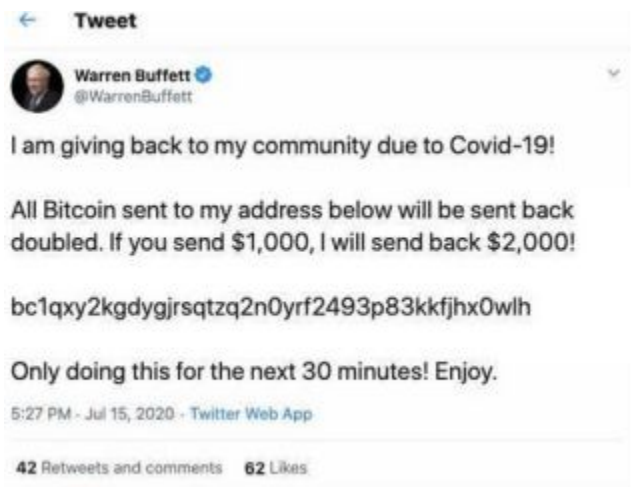 Tweet
Warren Buffett
@WarrenBuffett
I am giving back to my community due to Covid-19!
All Bitcoin sent to my address below will be sent back
doubled. If you send $1,000, I will send back $2,000!
bc1qxy2kgdygjrsqtzq2n0yrf2493p83kkfjhx0wlh
Only doing this for the next 30 minutes! Enjoy.
5:27 PM - Jul 15, 2020 - Twitter Web App
42 Retweets and comments 62 Likes